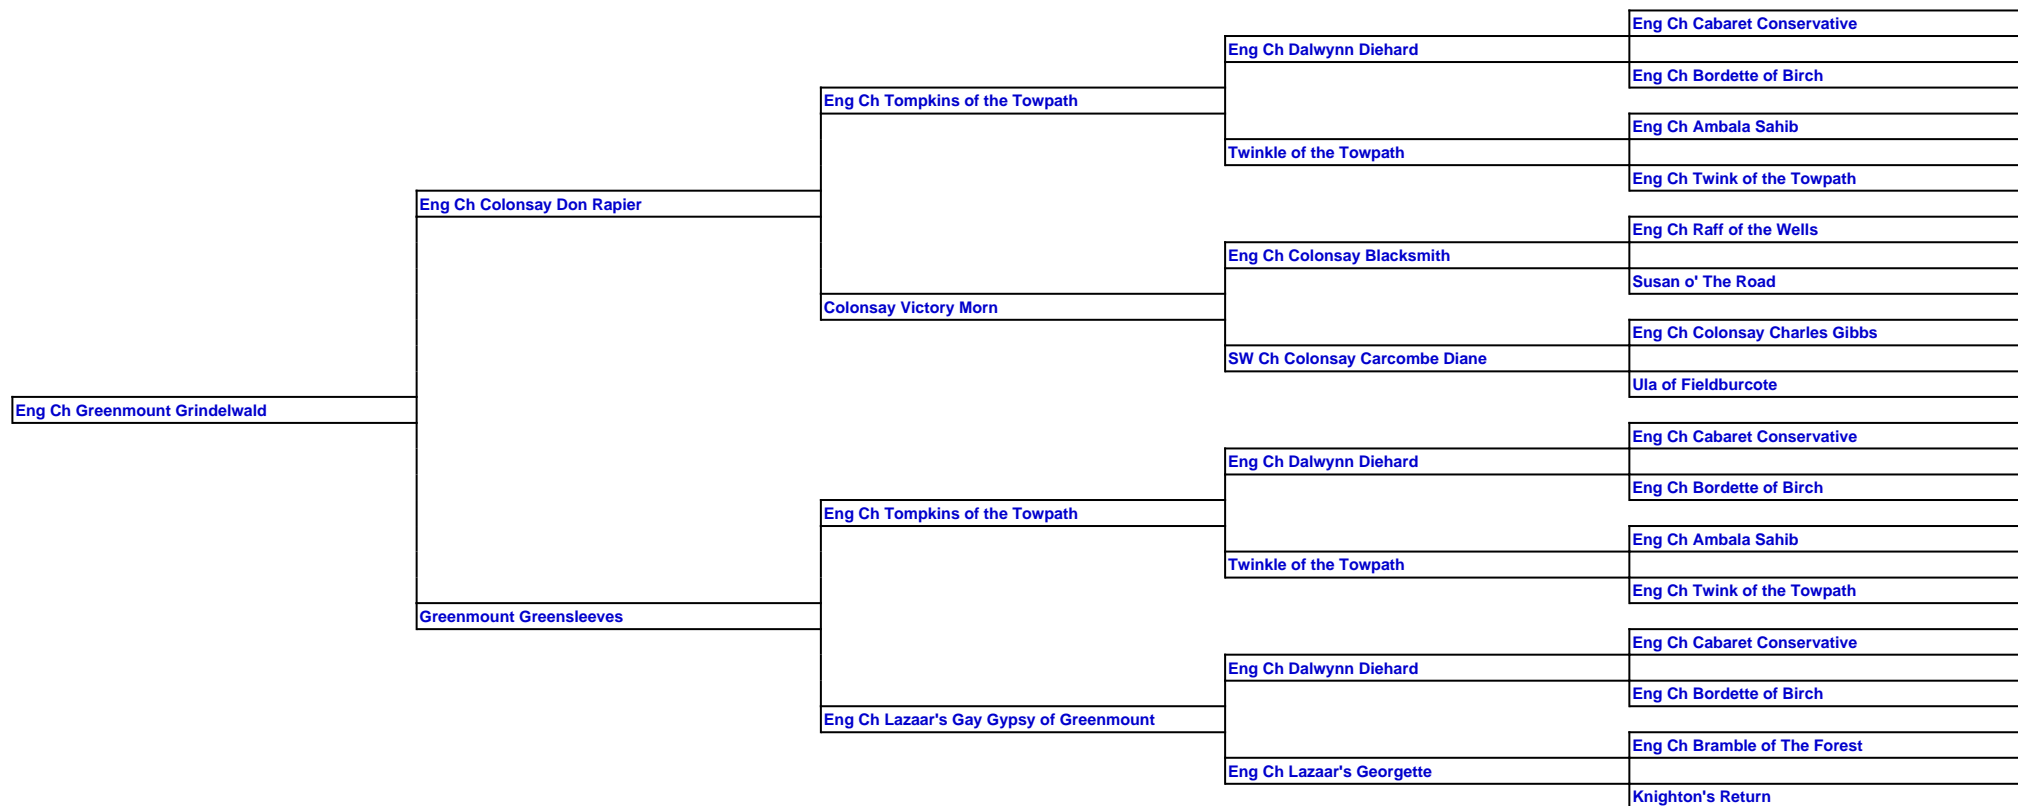 Eng Ch Cabaret Conservative
Eng Ch Dalwynn Diehard
Eng Ch Bordette of Birch
Eng Ch Tompkins of the Towpath
Eng Ch Ambala Sahib
Twinkle of the Towpath
Eng Ch Twink of the Towpath
Eng Ch Colonsay Don Rapier
Eng Ch Raff of the Wells
Eng Ch Colonsay Blacksmith
Susan o' The Road
Colonsay Victory Morn
Eng Ch Colonsay Charles Gibbs
SW Ch Colonsay Carcombe Diane
Ula of Fieldburcote
Eng Ch Greenmount Grindelwald
Eng Ch Cabaret Conservative
Eng Ch Dalwynn Diehard
Eng Ch Bordette of Birch
Eng Ch Tompkins of the Towpath
Eng Ch Ambala Sahib
Twinkle of the Towpath
Eng Ch Twink of the Towpath
Greenmount Greensleeves
Eng Ch Cabaret Conservative
Eng Ch Dalwynn Diehard
Eng Ch Bordette of Birch
Eng Ch Lazaar's Gay Gypsy of Greenmount
Eng Ch Bramble of The Forest
Eng Ch Lazaar's Georgette
Knighton's Return